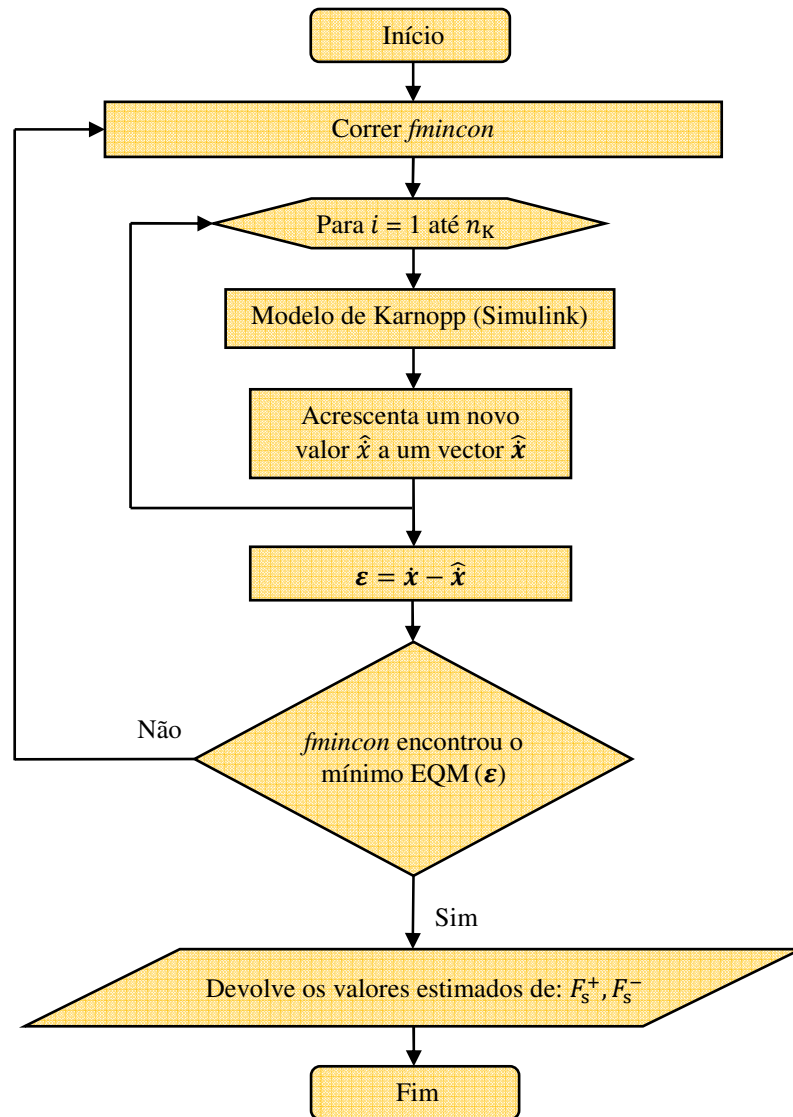 Início
Correr fmincon
Para i = 1 até n_K
Modelo de Karnopp (Simulink)
Acrescenta um novo
valor ẋ̂ a um vector ẋ̂
ε = ẋ − ẋ̂
Não
fmincon encontrou o
mínimo EQM (ε)
Sim
Devolve os valores estimados de: F_s^+, F_s^−
Fim